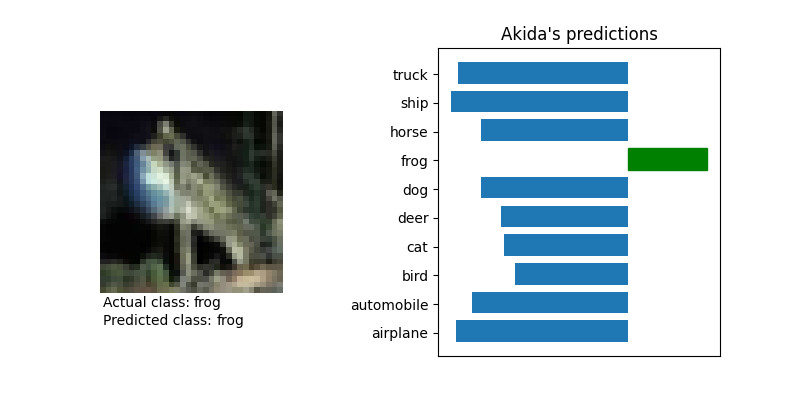 Akida's predictions
truck
ship
horse
frog
dog
deer
cat
bird
automobile
airplane
Actual class: frog
Predicted class: frog